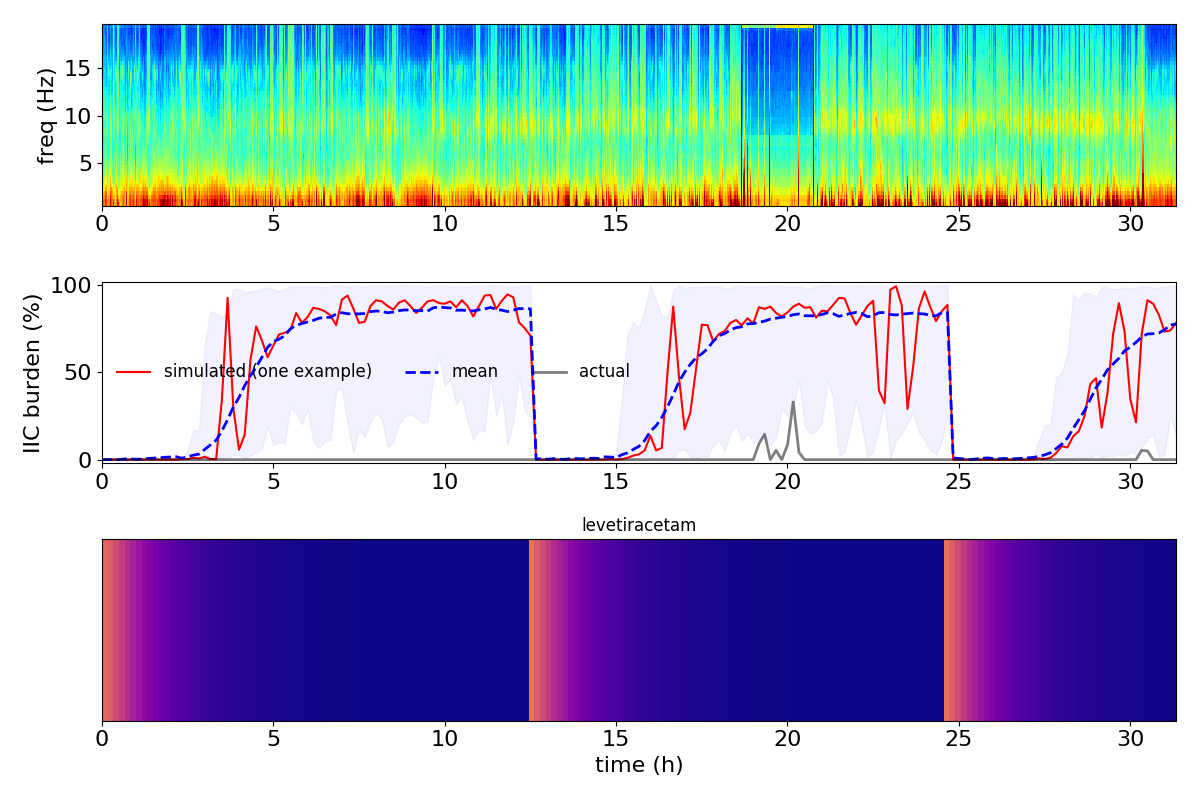 freq (Hz)
15
10
5
0 5 10 15 20 25 30
IIC burden (%)
100
50
0
simulated (one example) mean actual
0 5 10 15 20 25 30
levetiracetam
0 5 10 15 20 25 30
time (h)